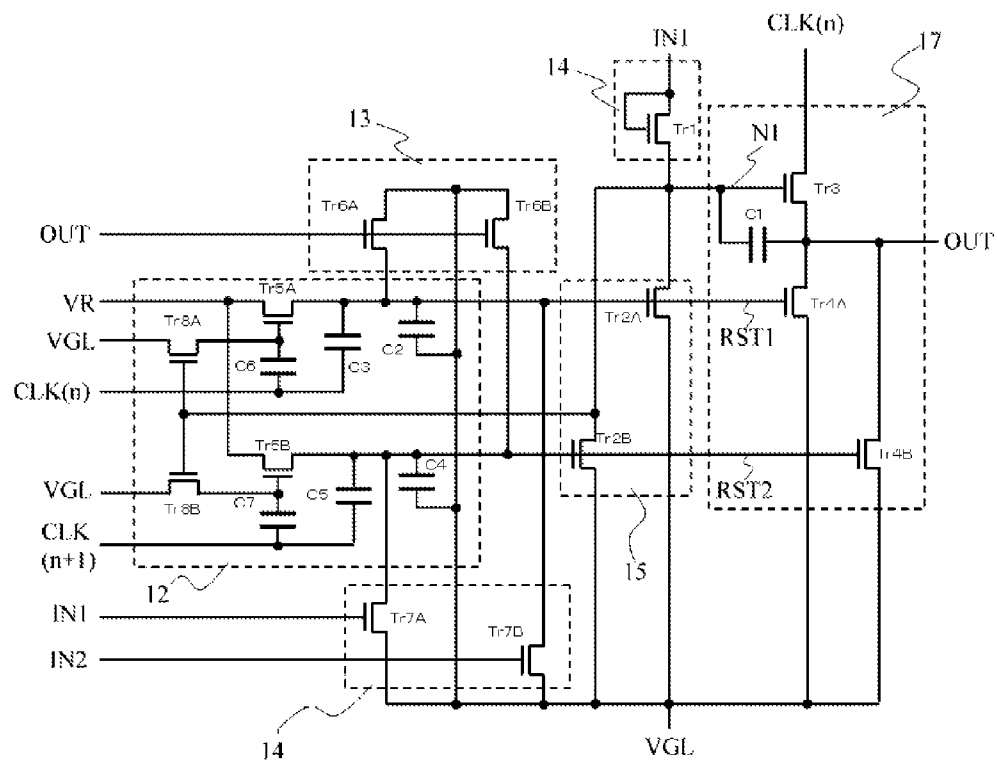 CLK(n)
17
IN1
14
Tr1
13
N1
Tr3
Tr6A
Tr6B
C1
OUT
OUT
Tr5A
VR
Tr8A
Tr2A
Tr4A
VGL
C6
C3
C2
RST1
CLK(n)
Tr5B
C4
Tr2B
VGL
Tr8B
C7
C5
RST2
Tr4B
CLK
(n+1)
12
15
IN1
Tr7A
Tr7B
IN2
14
VGL